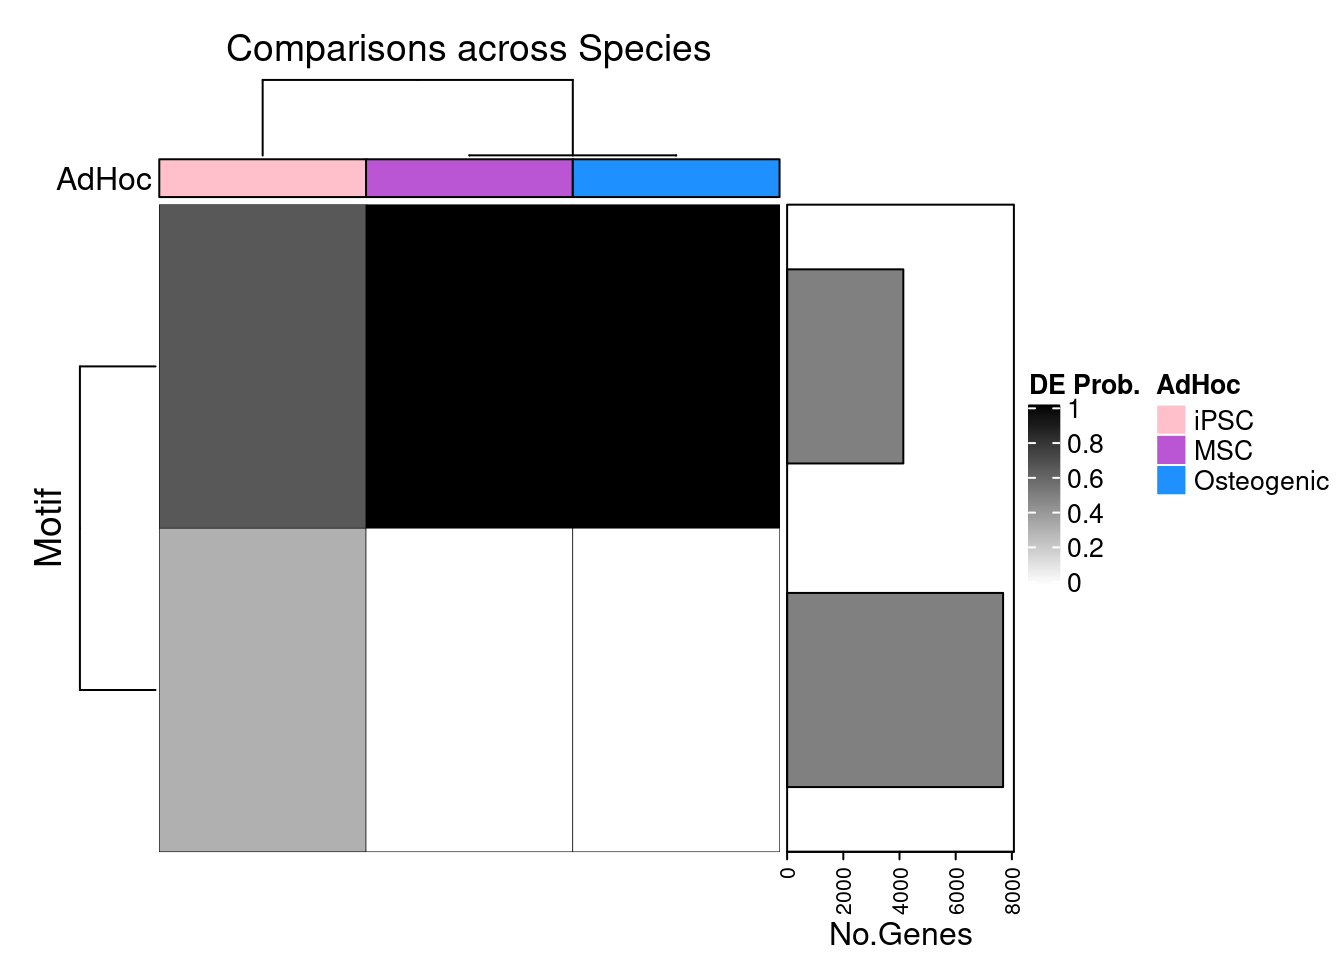 Comparisons across Species
AdHoc
Motif
DE Prob.
1
0.8
0.6
0.4
0.2
0
AdHoc
iPSC
MSC
Osteogenic
0
2000
4000
6000
8000
No.Genes